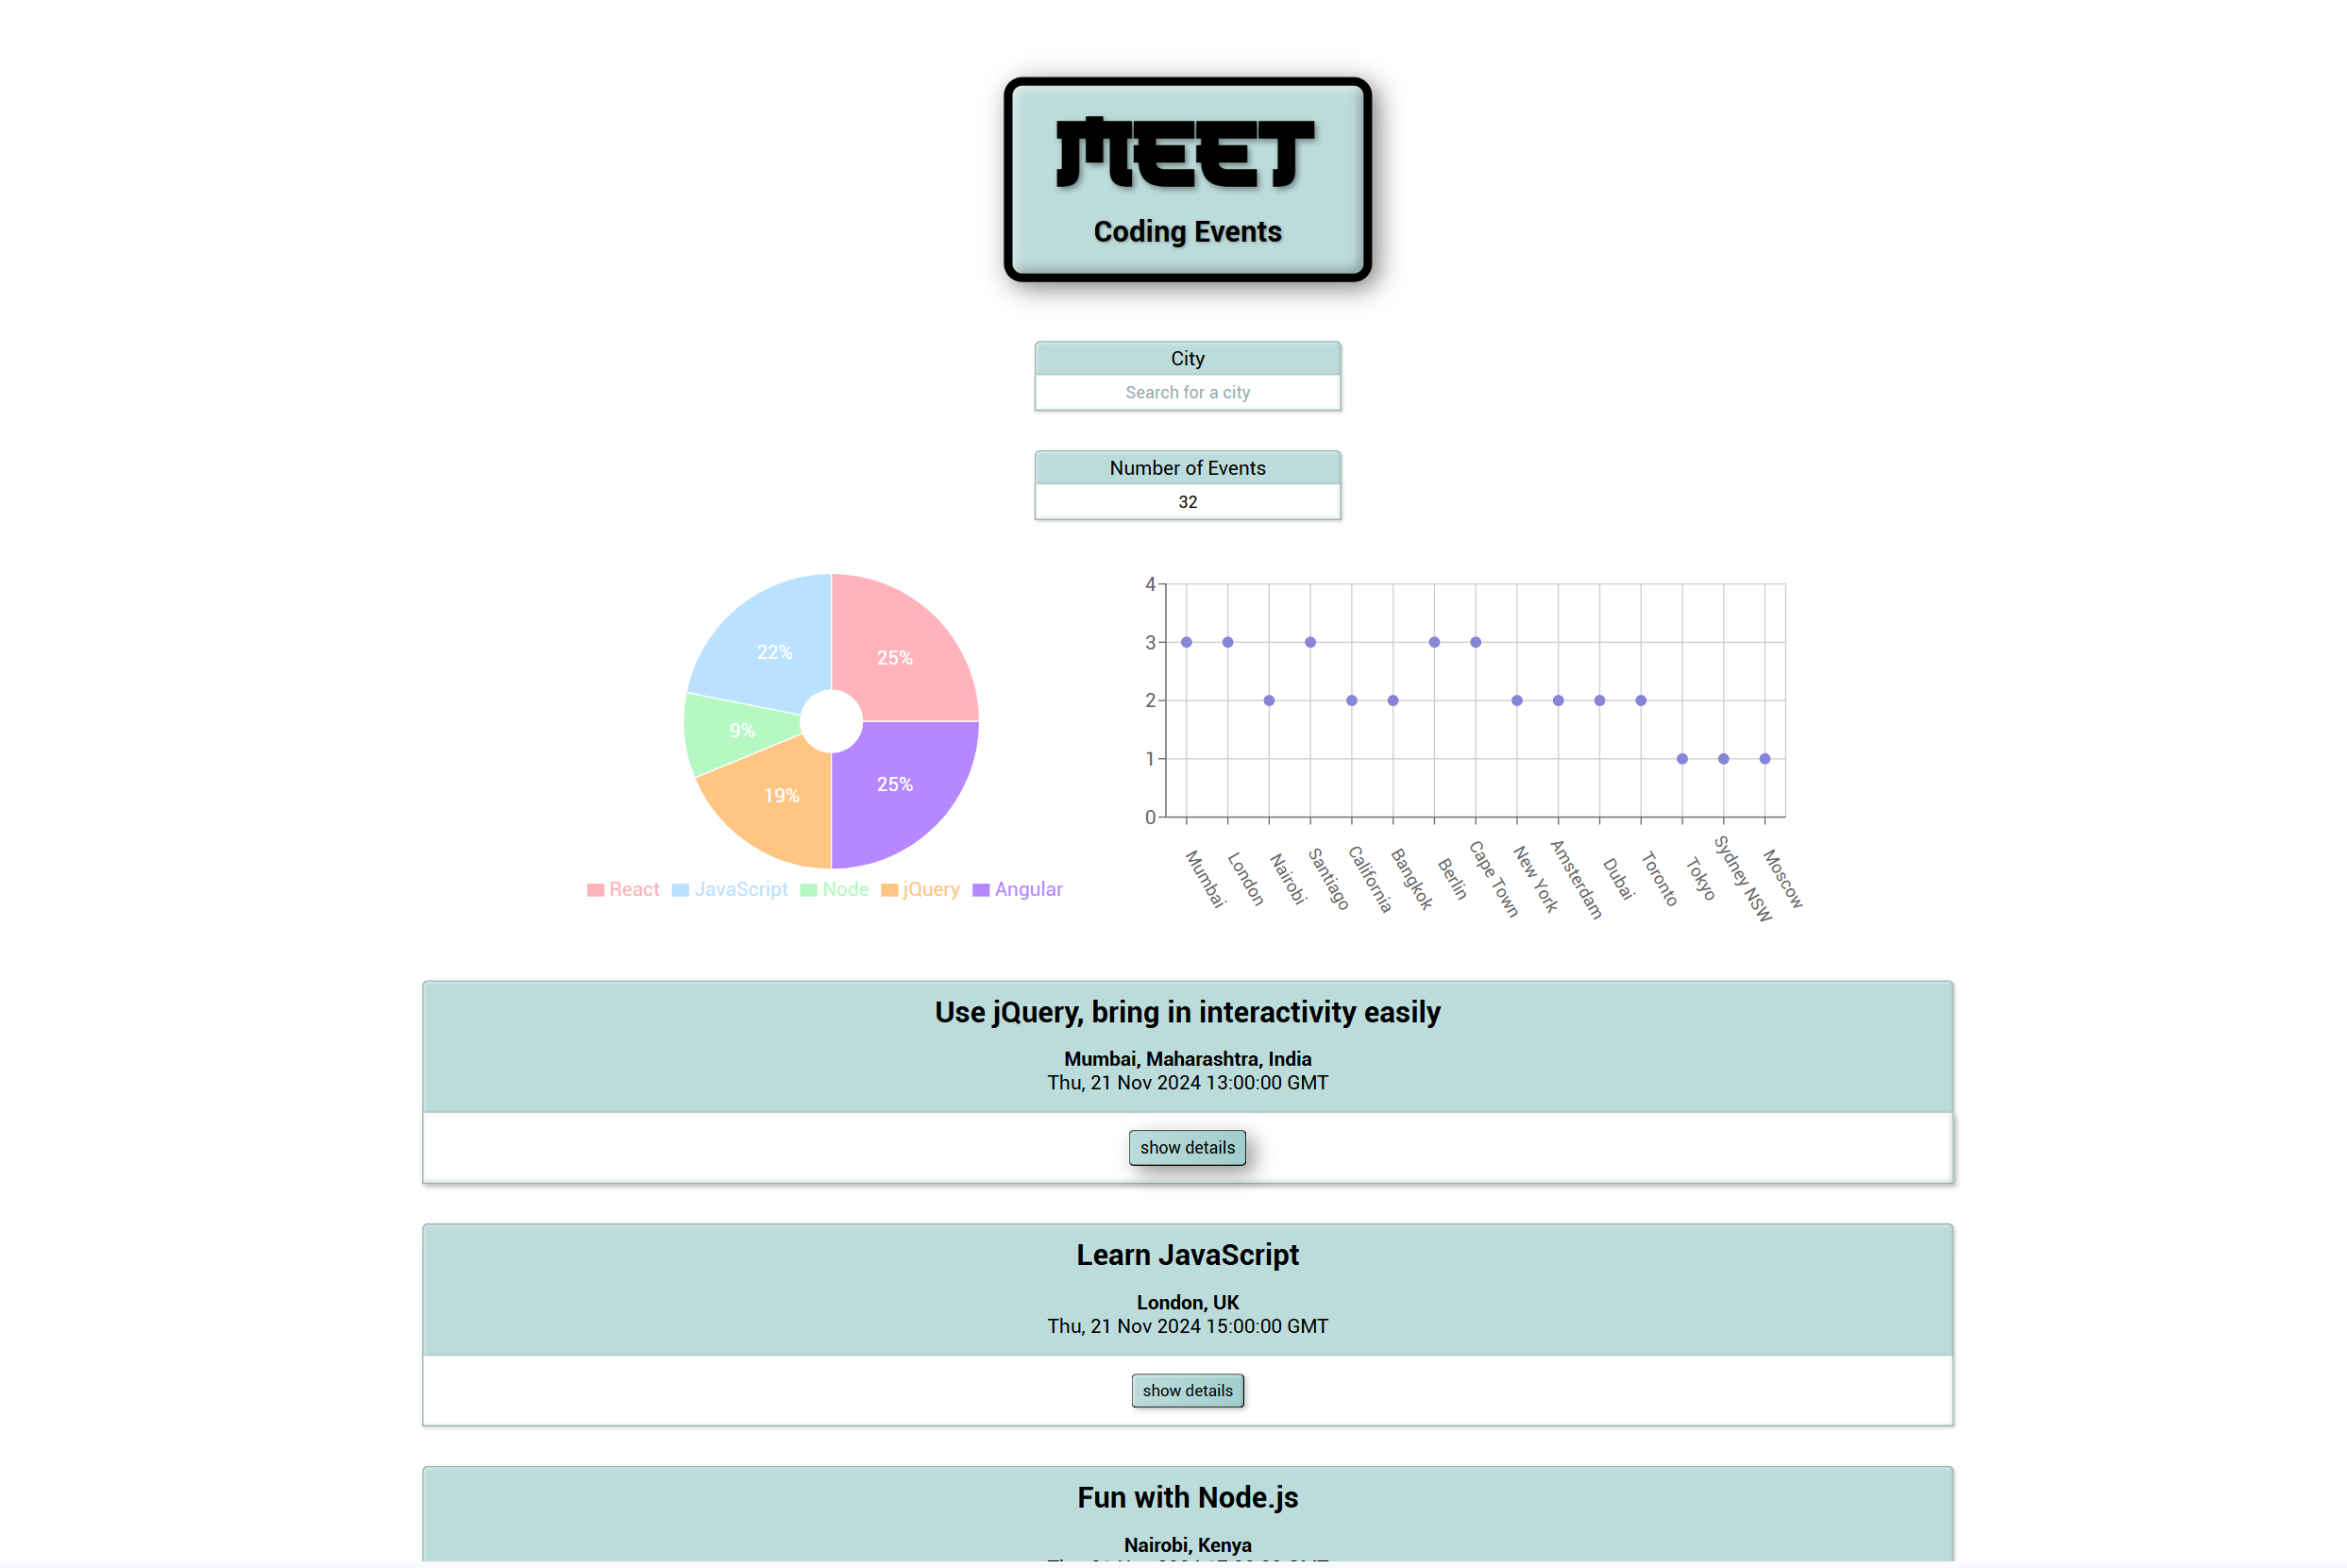 MEET
Coding Events
City
Search for a city
Number of Events
32
22%
25%
9%
25%
19%
React JavaScript Node jQuery Angular
4
3
2
1
0
Mumbai
London
Nairobi
Santiago
California
Bangkok
Berlin
Cape Town
New York
Amsterdam
Dubai
Toronto
Tokyo
Sydney NSW
Moscow
Use jQuery, bring in interactivity easily
Mumbai, Maharashtra, India
Thu, 21 Nov 2024 13:00:00 GMT
show details
Learn JavaScript
London, UK
Thu, 21 Nov 2024 15:00:00 GMT
show details
Fun with Node.js
Nairobi, Kenya